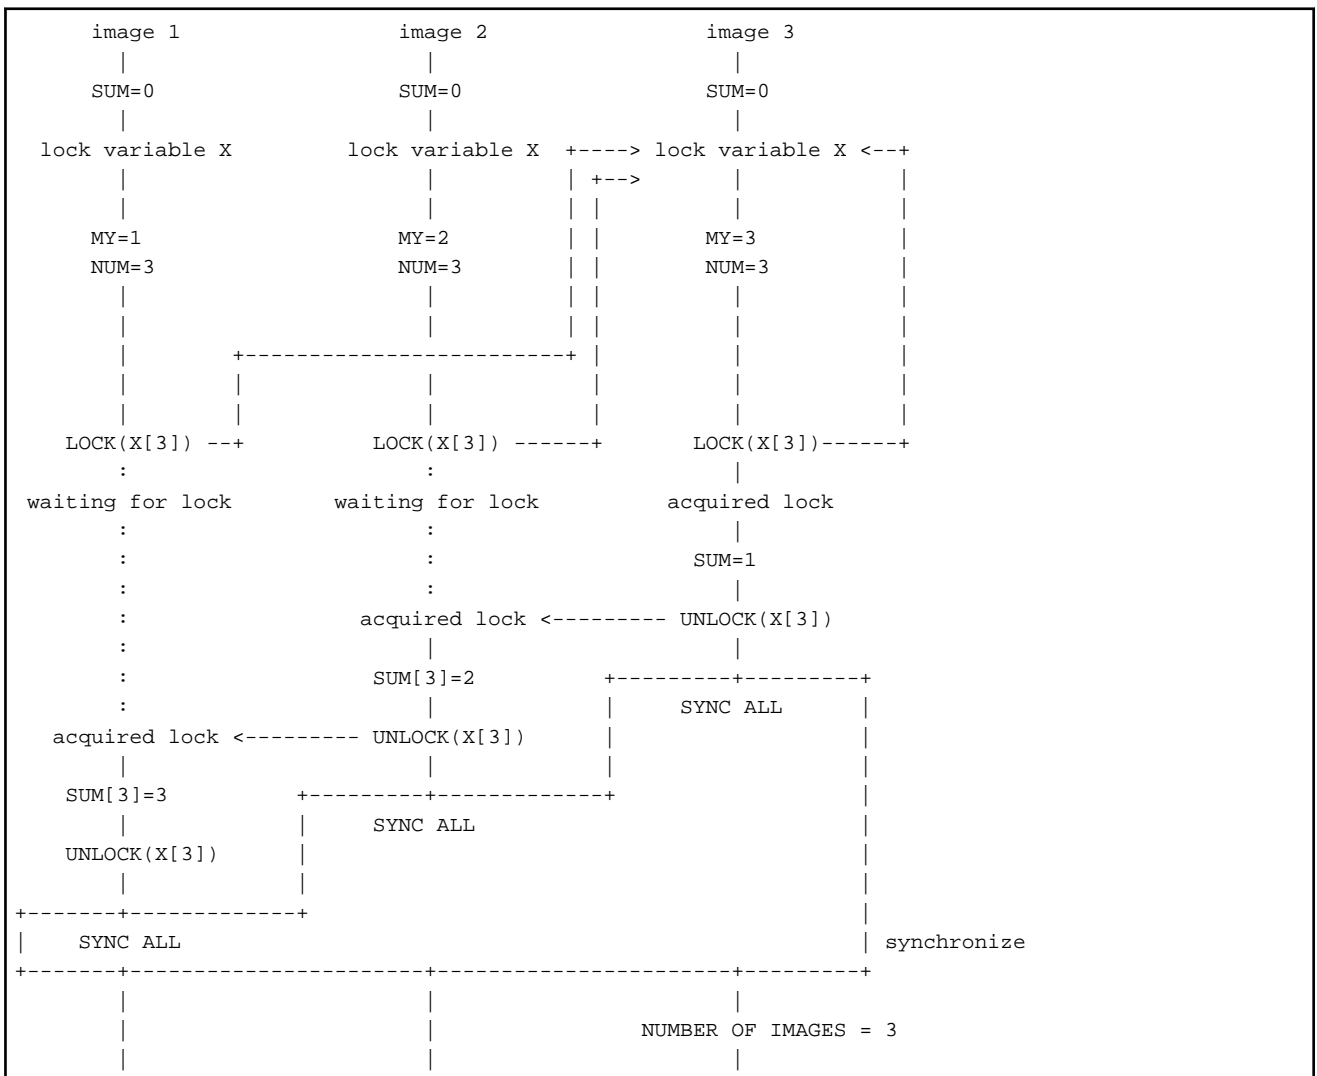 image 1 image 2 image 3
| | |
SUM=0 SUM=0 SUM=0
| | |
lock variable X lock variable X +----> lock variable X <--+
| | | +--> | |
| | | | | |
MY=1 MY=2 | | MY=3 |
NUM=3 NUM=3 | | NUM=3 |
| | | | | |
| | | | | |
| +-------------------------+ | | |
| | | | | |
| | | | | |
LOCK(X[3]) --+ LOCK(X[3]) ------+ LOCK(X[3])------+
: : |
waiting for lock waiting for lock acquired lock
: : |
: : SUM=1
: : |
: acquired lock <--------- UNLOCK(X[3])
: | |
: SUM[3]=2 +---------+---------+
: | | SYNC ALL |
acquired lock <--------- UNLOCK(X[3]) | |
| | | |
SUM[3]=3 +---------+-------------+ |
| | SYNC ALL |
UNLOCK(X[3]) | |
| | |
+-------+-------------+ |
| SYNC ALL | synchronize
+-------+-----------------------+-----------------------+---------+
| | |
| | NUMBER OF IMAGES = 3
| | |